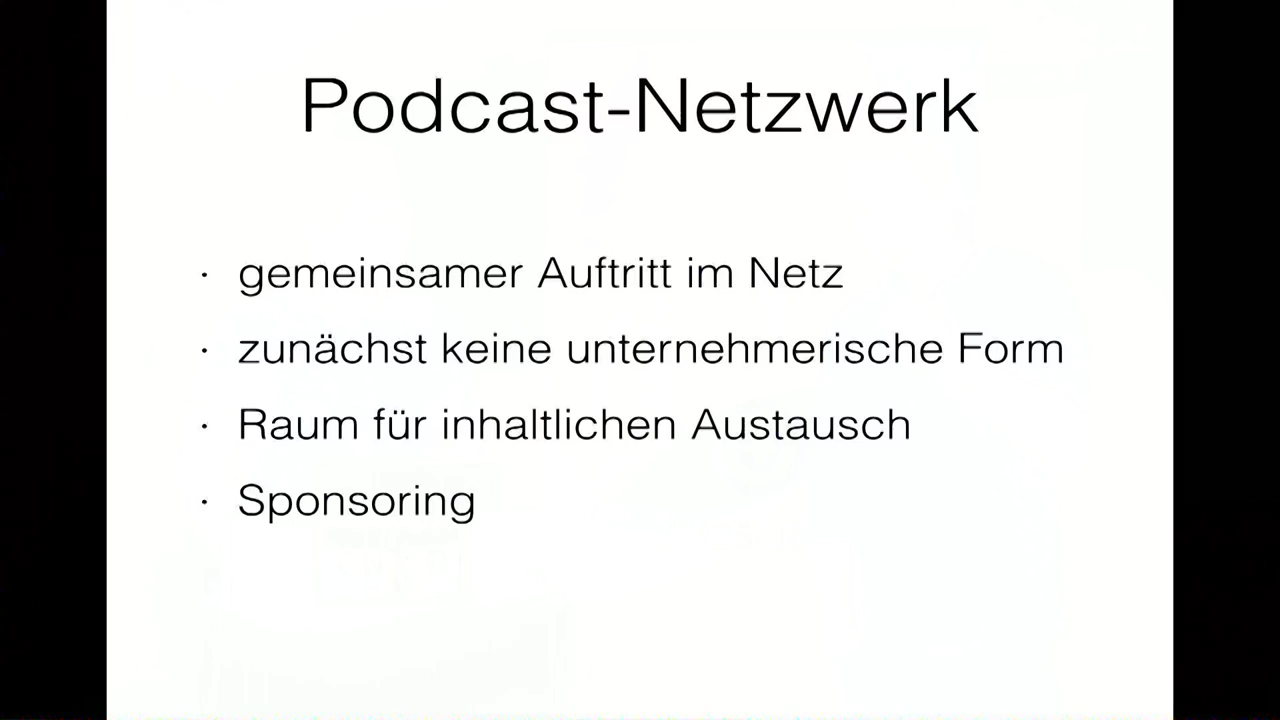 Podcast-Netzwerk
· gemeinsamer Auftritt im Netz
· zunächst keine unternehmerische Form
· Raum für inhaltlichen Austausch
· Sponsoring